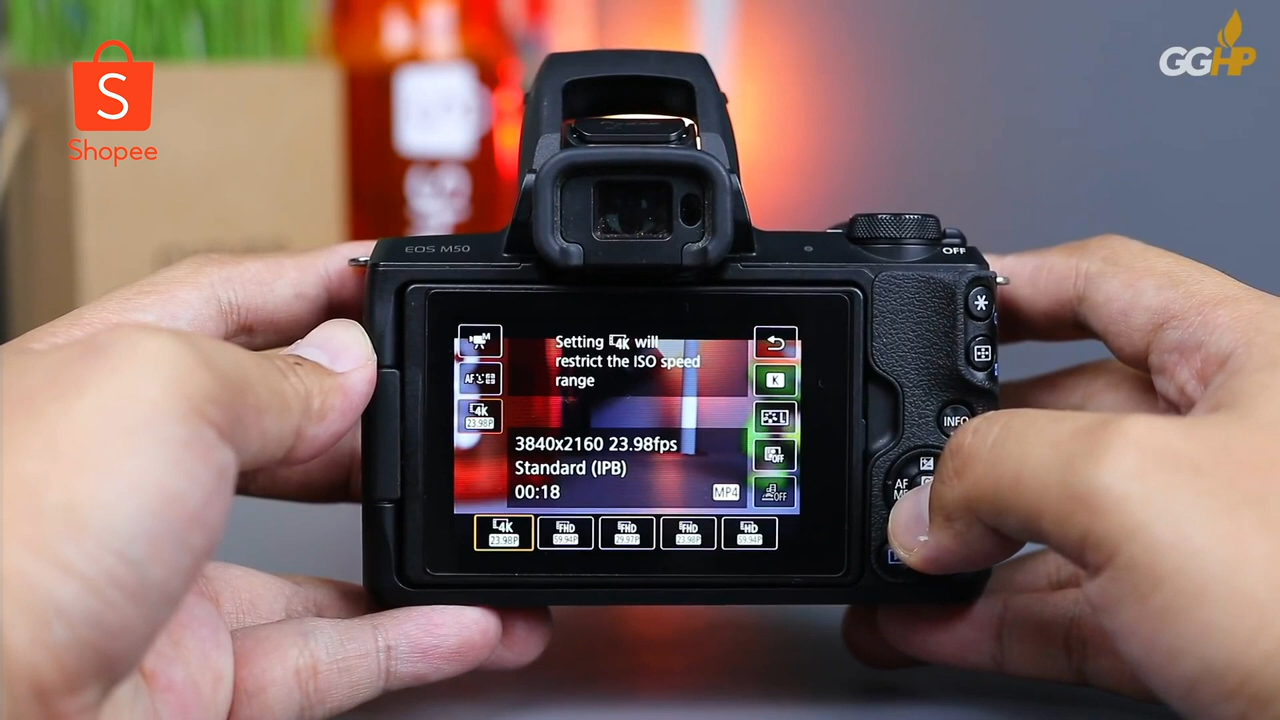 S
Shopee
GGHP
EOS M50
OFF
INFO
AF
Setting 4K will
restrict the ISO speed
range
3840x2160 23.98fps
Standard (IPB)
00:18
MP4
M
AF
4K
23.98P
K
L
OFF
OFF
4K
23.98P
FHD
59.94P
FHD
29.97P
FHD
23.98P
HD
59.94P